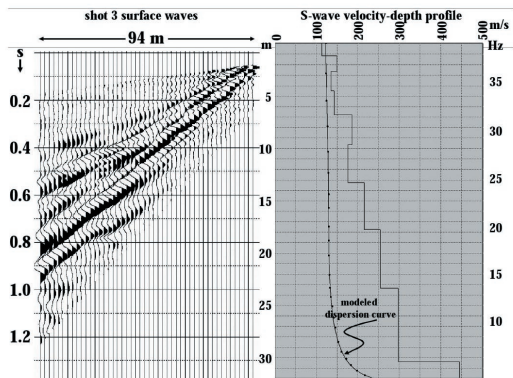 shot 3 surface waves
94 m
s
0.2
0.4
0.6
0.8
1.0
1.2
S-wave velocity-depth profile
0
100
200
300
400
500
m/s
m
Hz
5
10
15
20
25
30
35
30
25
20
15
10
modeled
dispersion curve